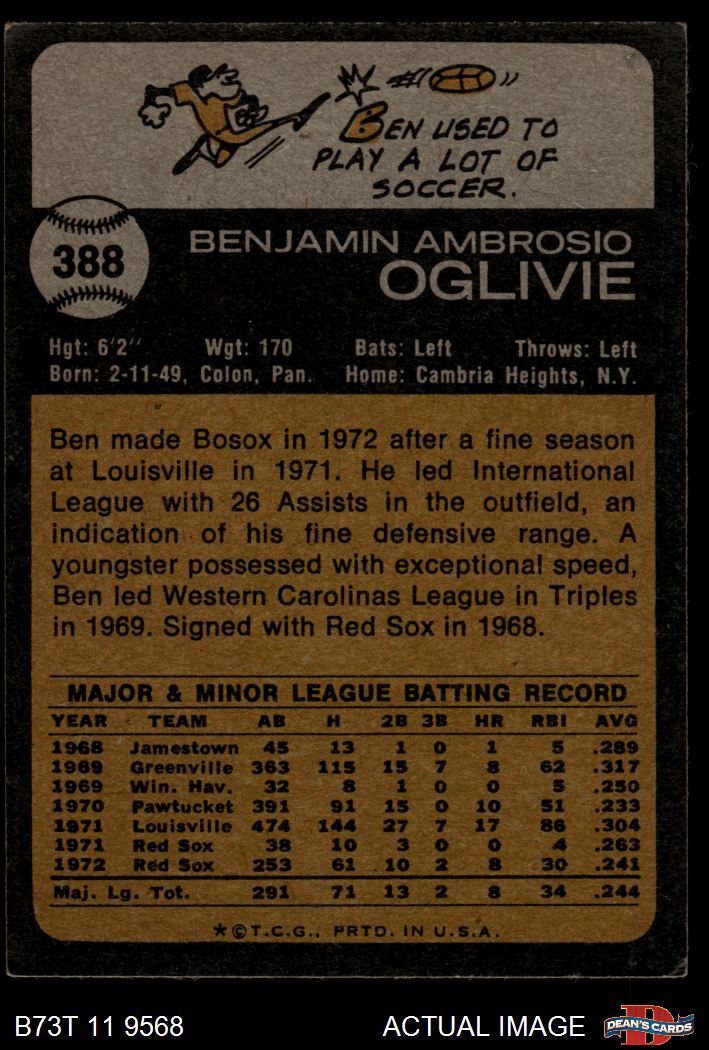 BEN USED TO
PLAY A LOT OF
SOCCER.
388
BENJAMIN AMBROSIO
OGLIVIE
Hgt: 6'2" Wgt: 170 Bats: Left Throws: Left
Born: 2-11-49, Colon, Pan. Home: Cambria Heights, N.Y.
Ben made Bosox in 1972 after a fine season
at Louisville in 1971. He led International
League with 26 Assists in the outfield, an
indication of his fine defensive range. A
youngster possessed with exceptional speed,
Ben led Western Carolinas League in Triples
in 1969. Signed with Red Sox in 1968.
MAJOR & MINOR LEAGUE BATTING RECORD
YEAR TEAM AB H 2B 3B HR RBI AVG
1968 Jamestown 45 13 1 0 1 5 .289
1969 Greenville 363 115 15 7 8 62 .317
1969 Win. Hav. 32 8 1 0 0 5 .250
1970 Pawtucket 391 91 15 0 10 51 .233
1971 Louisville 474 144 27 7 17 86 .304
1971 Red Sox 38 10 3 0 0 4 .263
1972 Red Sox 253 61 10 2 8 30 .241
Maj. Lg. Tot. 291 71 13 2 8 34 .244
*©T.C.G., PRTD. IN U.S.A.
B73T 11 9568 ACTUAL IMAGE DEAN'S CARDS